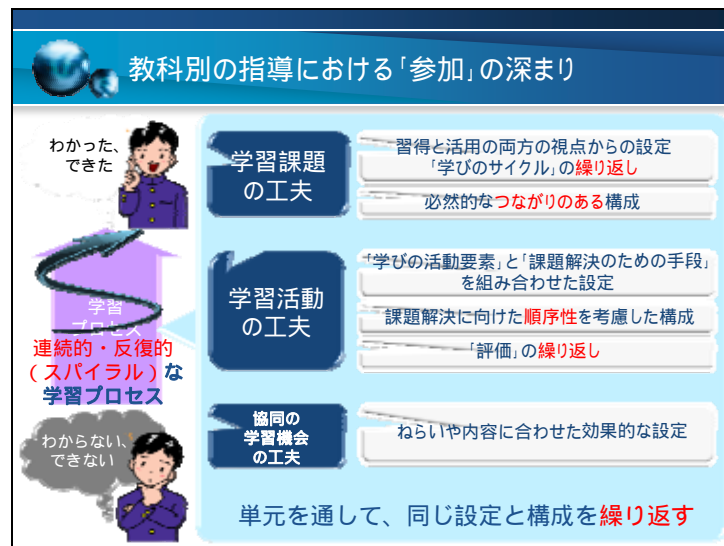 教科別の指導における「参加」の深まり
わかった、
できた
学習
プロセス
連続的・反復的
（スパイラル）な
学習プロセス
わからない、
できない
学習課題
の工夫
習得と活用の両方の視点からの設定
「学びのサイクル」の繰り返し
必然的なつながりのある構成
学習活動
の工夫
「学びの活動要素」と「課題解決のための手段」
を組み合わせた設定
課題解決に向けた順序性を考慮した構成
「評価」の繰り返し
協同の
学習機会
の工夫
ねらいや内容に合わせた効果的な設定
単元を通して、同じ設定と構成を繰り返す